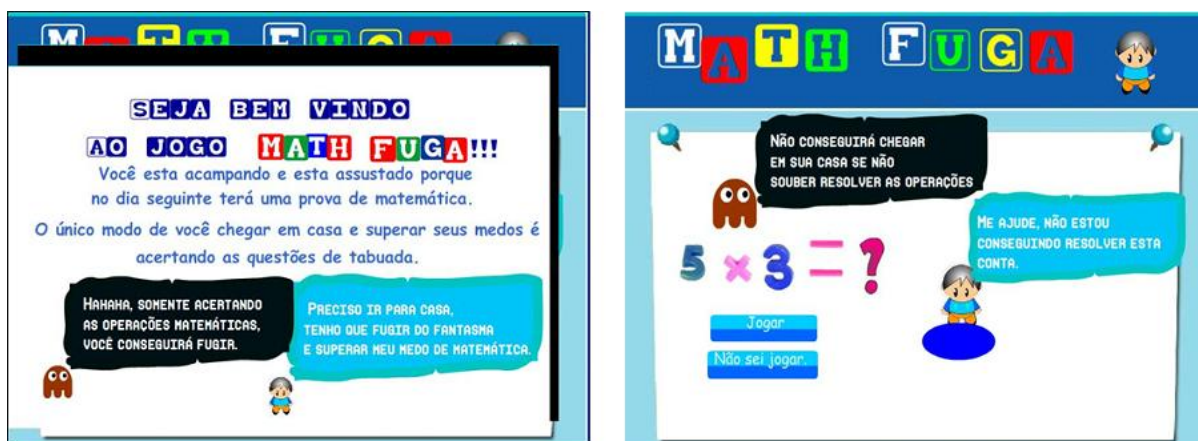 MATH FUGA
SEJA BEM VINDO
AO JOGO MATH FUGA!!!
Você esta acampando e esta assustado porque
no dia seguinte terá uma prova de matemática.
O único modo de você chegar em casa e superar seus medos é
acertando as questões de tabuada.
HAHAHA, SOMENTE ACERTANDO
AS OPERAÇÕES MATEMÁTICAS,
VOCÊ CONSEGUIRÁ FUGIR.
PRECISO IR PARA CASA,
TENHO QUE FUGIR DO FANTASMA
E SUPERAR MEU MEDO DE MATEMÁTICA.
MATH FUGA
NÃO CONSEGUIRÁ CHEGAR
EM SUA CASA SE NÃO
SOUBER RESOLVER AS OPERAÇÕES
ME AJUDE, NÃO ESTOU
CONSEGUINDO RESOLVER ESTA
CONTA.
5 × 3 = ?
Jogar
Não sei jogar.